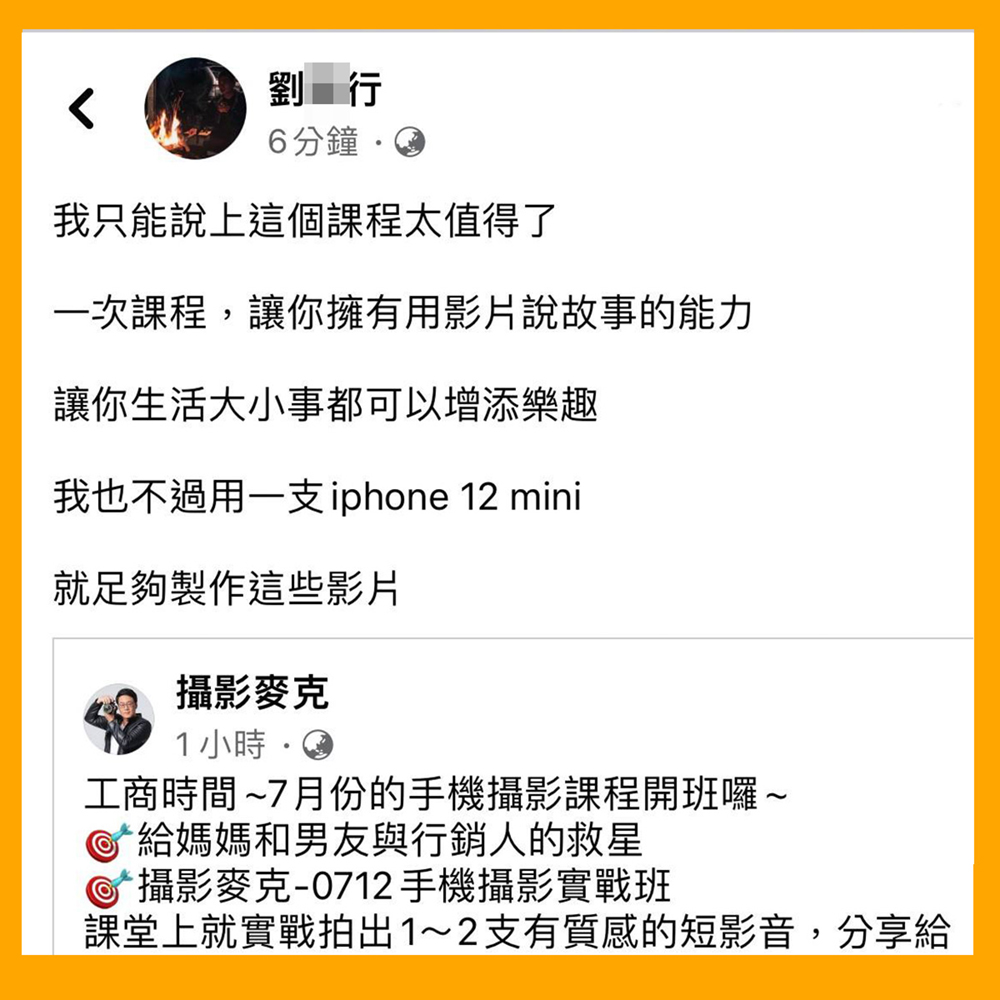 劉行
6分鐘·
我只能說上這個課程太值得了
一次課程，讓你擁有用影片說故事的能力
讓你生活大小事都可以增添樂趣
我也不過用一支iphone 12 mini
就足夠製作這些影片
攝影麥克
1小時·
工商時間~7月份的手機攝影課程開班囉~
🎯給媽媽和男友與行銷人的救星
🎯攝影麥克-0712手機攝影實戰班
課堂上就實戰拍出1～2支有質感的短影音，分享給